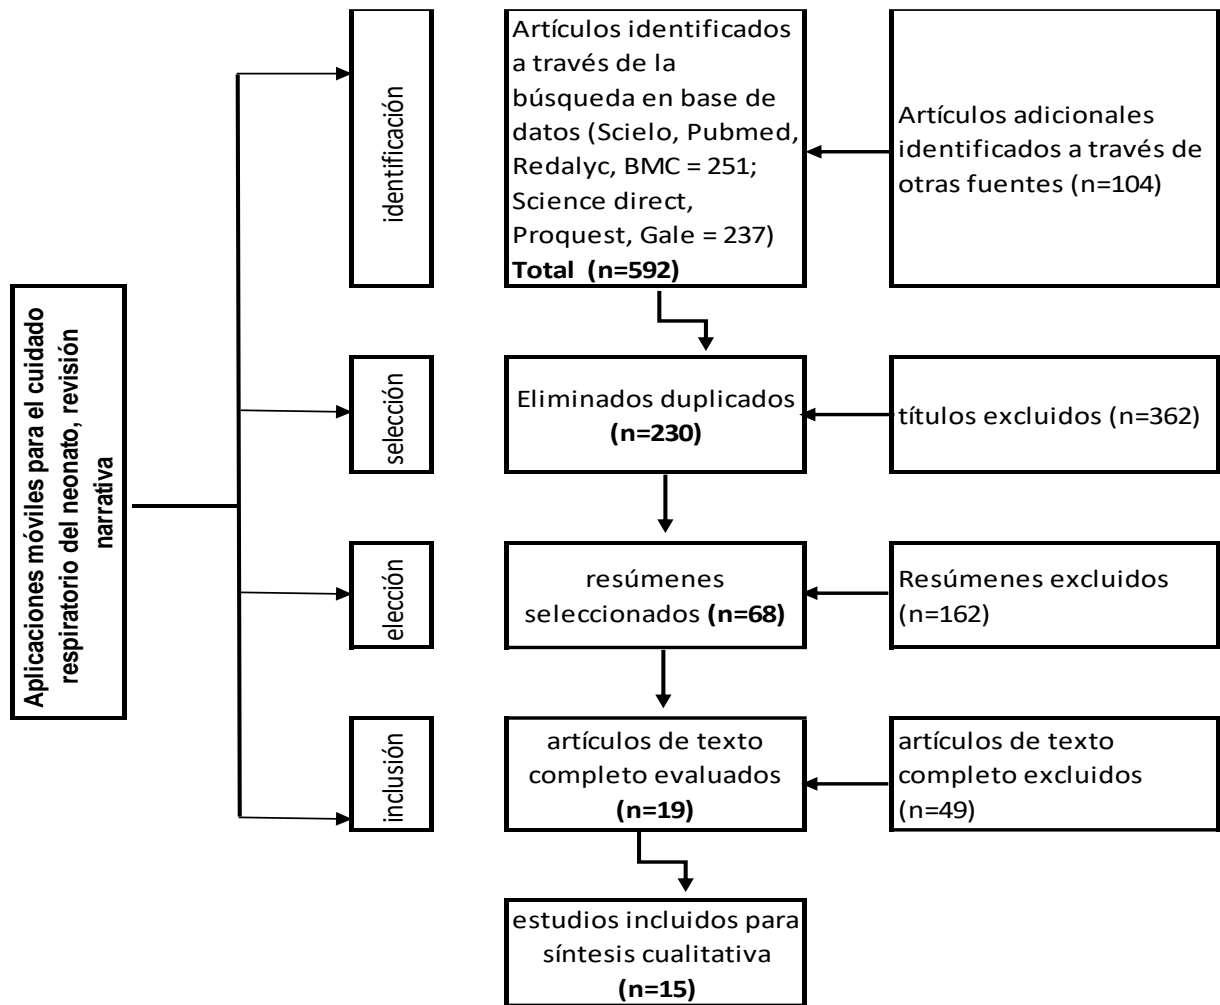 Aplicaciones móviles para el cuidado
respiratorio del neonato, revisión
narrativa
identificación
Artículos identificados
a través de la
búsqueda en base de
datos (Scielo, Pubmed,
Redalyc, BMC = 251;
Science direct,
Proquest, Gale = 237)
Total (n=592)
Artículos adicionales
identificados a través de
otras fuentes (n=104)
selección
Eliminados duplicados
(n=230)
títulos excluidos (n=362)
elección
resúmenes
seleccionados (n=68)
Resúmenes excluidos
(n=162)
inclusión
artículos de texto
completo evaluados
(n=19)
artículos de texto
completo excluidos
(n=49)
estudios incluidos para
síntesis cualitativa
(n=15)